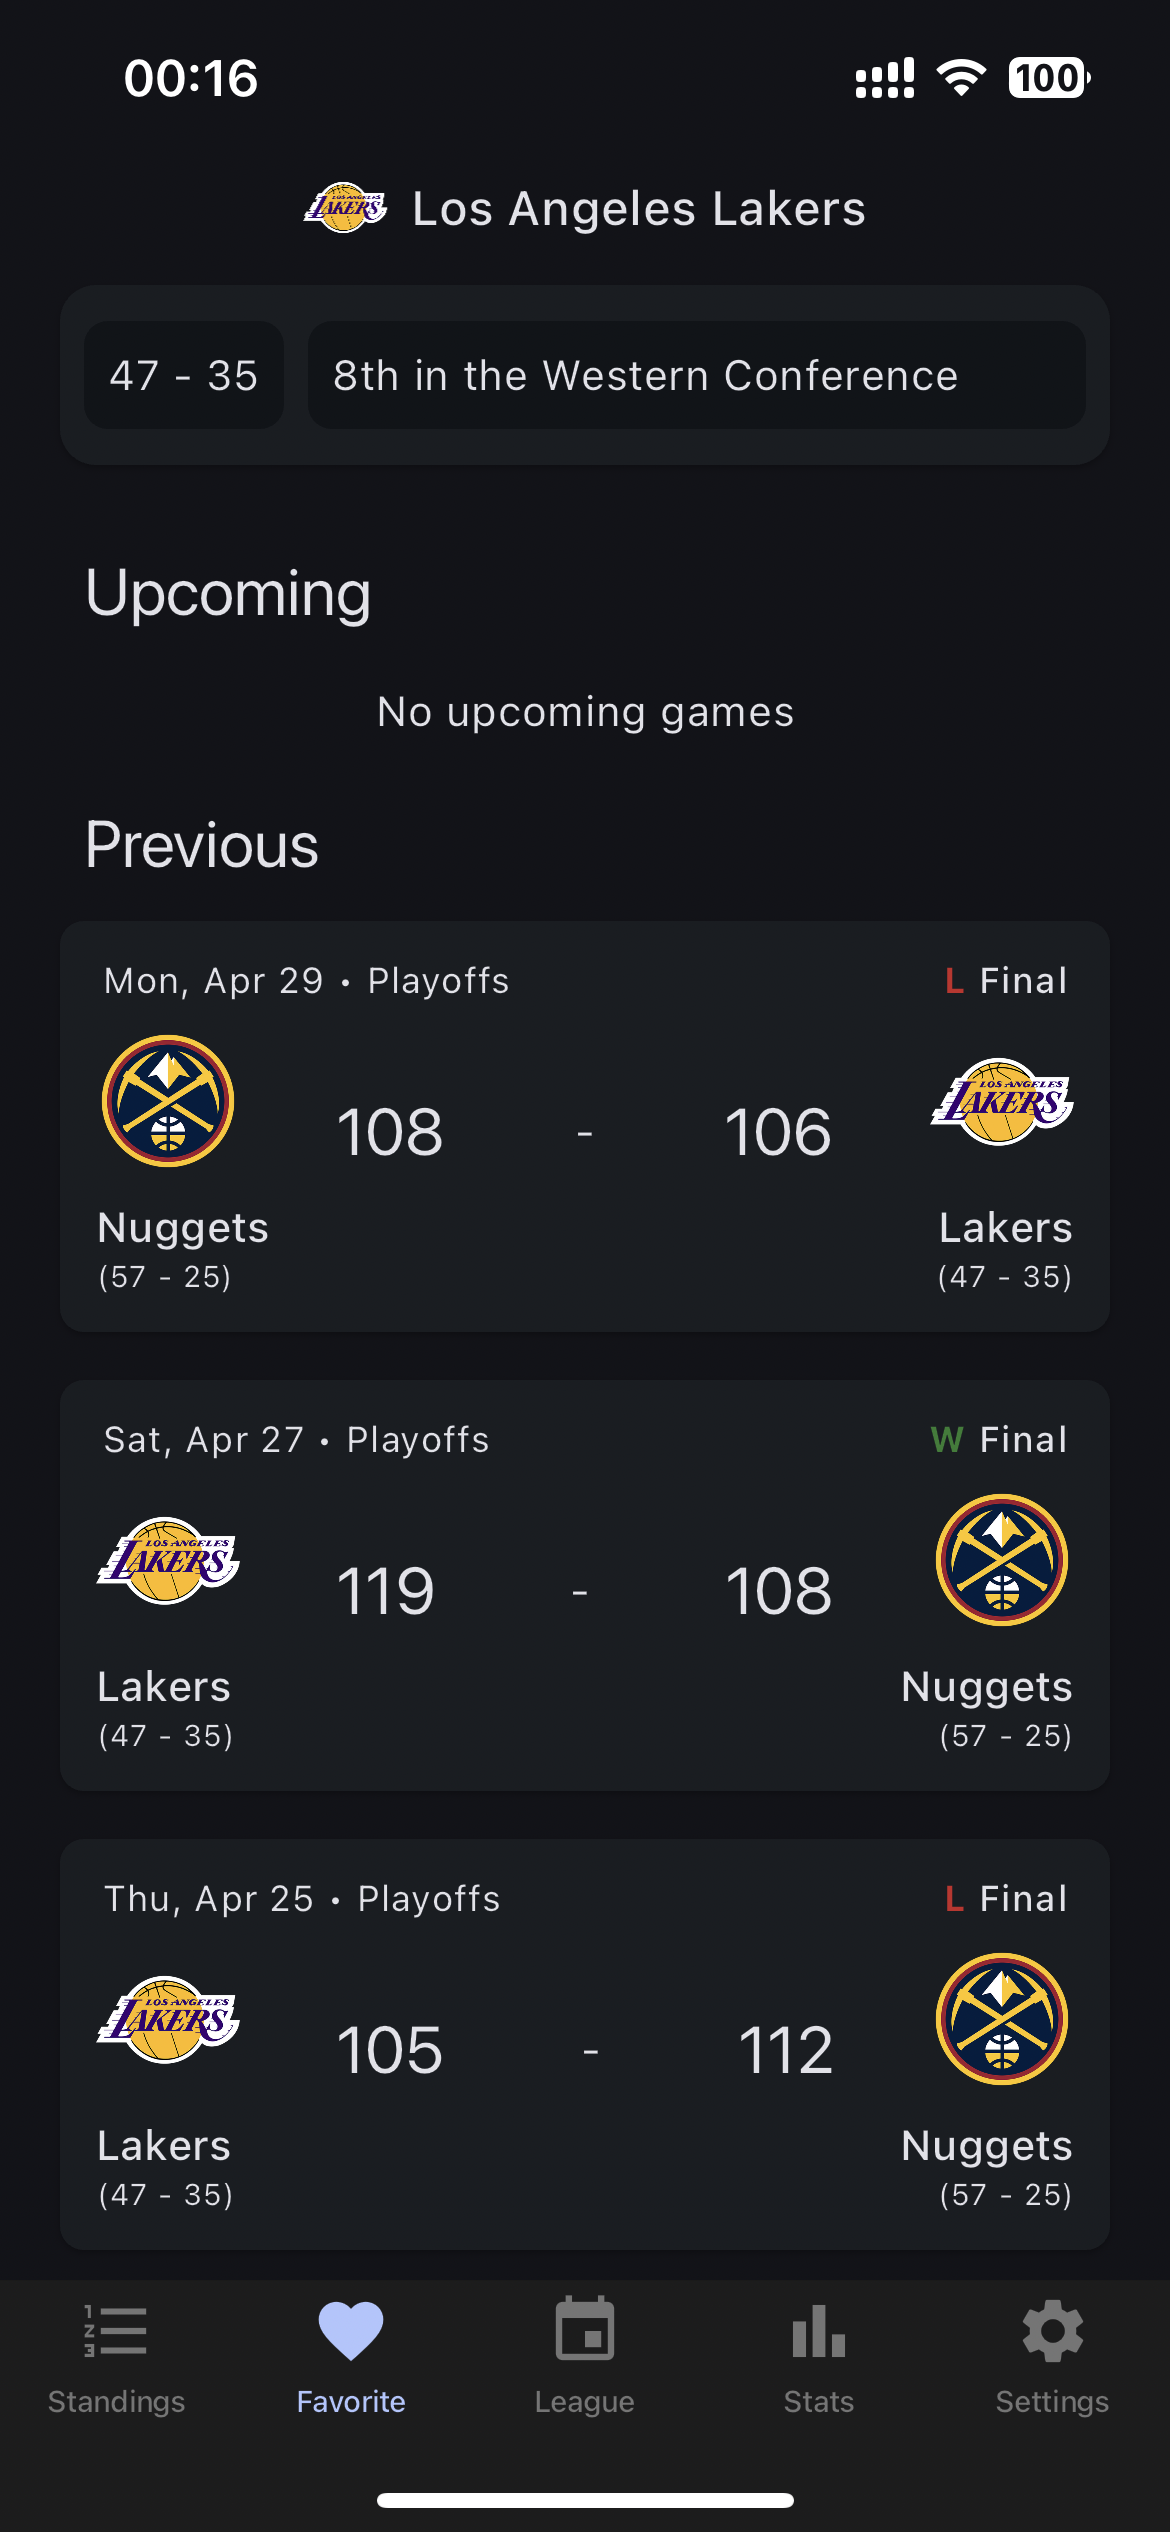 00:16
100
LOS ANGELES
LAKERS
Los Angeles Lakers
47 - 35
8th in the Western Conference
Upcoming
No upcoming games
Previous
Mon, Apr 29 • Playoffs
L Final
LOS ANGELES
LAKERS
108 - 106
Nuggets
Lakers
(57 - 25)
(47 - 35)
Sat, Apr 27 • Playoffs
W Final
LOS ANGELES
LAKERS
119 - 108
Lakers
Nuggets
(47 - 35)
(57 - 25)
Thu, Apr 25 • Playoffs
L Final
LOS ANGELES
LAKERS
105 - 112
Lakers
Nuggets
(47 - 35)
(57 - 25)
1
2
3
Standings
Favorite
League
Stats
Settings